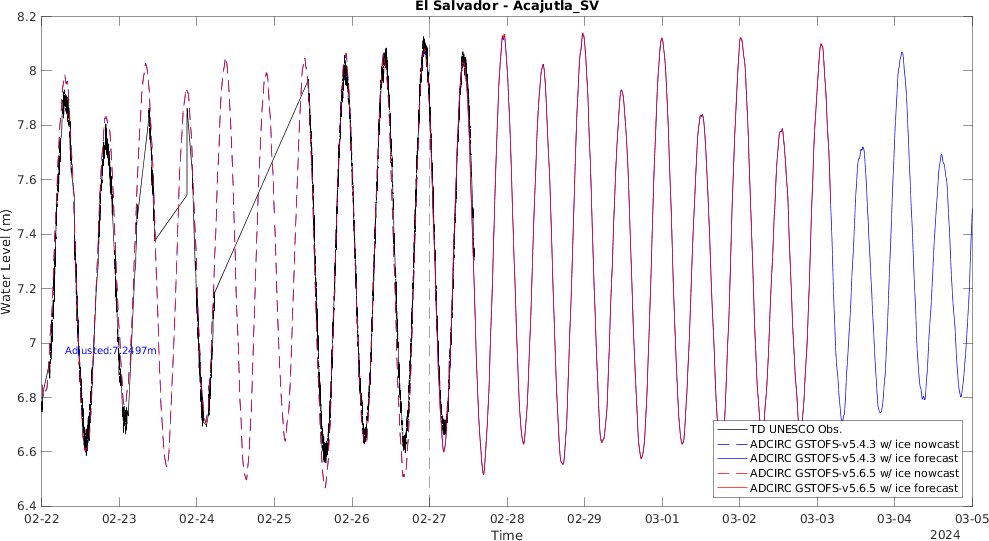 El Salvador - Acajutla_SV
8.2
8
7.8
7.6
7.4
7.2
7
6.8
6.6
6.4
Water Level (m)
Adjusted:7.2497m
TD UNESCO Obs.
ADCIRC GSTOFS-v5.4.3 w/ ice nowcast
ADCIRC GSTOFS-v5.4.3 w/ ice forecast
ADCIRC GSTOFS-v5.6.5 w/ ice nowcast
ADCIRC GSTOFS-v5.6.5 w/ ice forecast
02-22 02-23 02-24 02-25 02-26 02-27 02-28 02-29 03-01 03-02 03-03 03-04 03-05
Time
2024